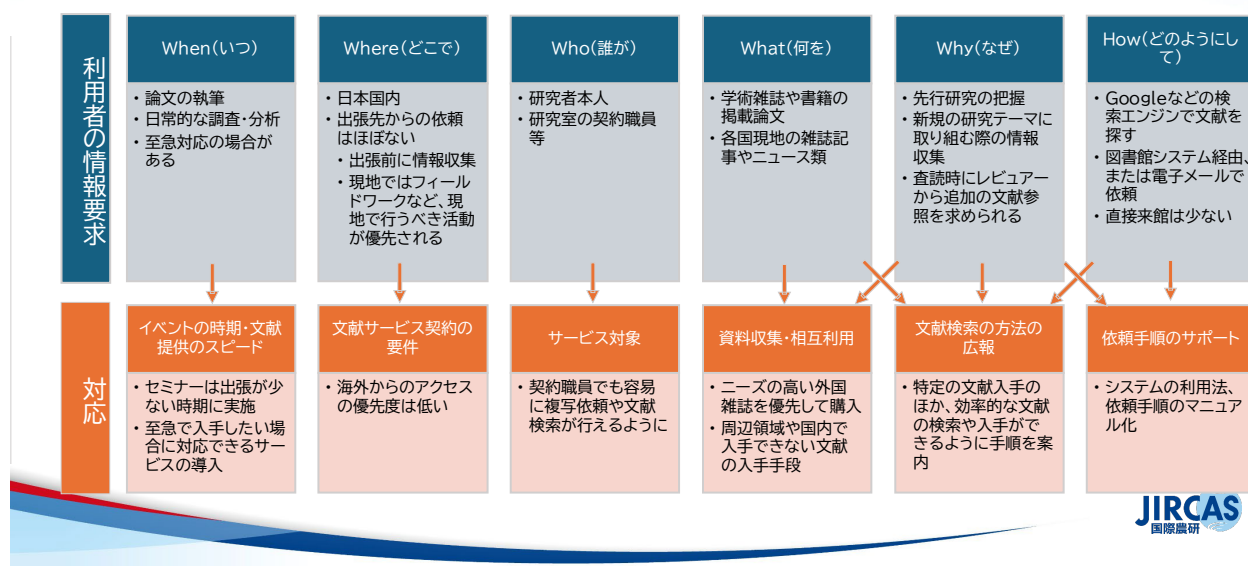 利用者の情報要求
When(いつ)
・論文の執筆
・日常的な調査・分析
・至急対応の場合が
ある
Where(どこで)
・日本国内
・出張先からの依頼
はほぼない
・出張前に情報収集
・現地ではフィール
ドワークなど、現
地で行うべき活動
が優先される
Who(誰が)
・研究者本人
・研究室の契約職員
等
What(何を)
・学術雑誌や書籍の
掲載論文
・各国現地の雑誌記
事やニュース類
Why(なぜ)
・先行研究の把握
・新規の研究テーマに
取り組む際の情報
収集
・査読時にレビュアー
から追加の文献参
照を求められる
How(どのようにし
て)
・Googleなどの検
索エンジンで文献を
探す
・図書館システム経由、
または電子メールで
依頼
・直接来館は少ない
対応
イベントの時期・文献
提供のスピード
・セミナーは出張が少
ない時期に実施
・至急で入手したい場
合に対応できるサー
ビスの導入
文献サービス契約の
要件
・海外からのアクセス
の優先度は低い
サービス対象
・契約職員でも容易
に複写依頼や文献
検索が行えるように
資料収集・相互利用
・ニーズの高い外国
雑誌を優先して購入
・周辺領域や国内で
入手できない文献
の入手手段
文献検索の方法の
広報
・特定の文献入手の
ほか、効率的な文献
の検索や入手がで
きるように手順を案
内
依頼手順のサポート
・システムの利用法、
依頼手順のマニュア
ル化
JIRCAS
国際農研